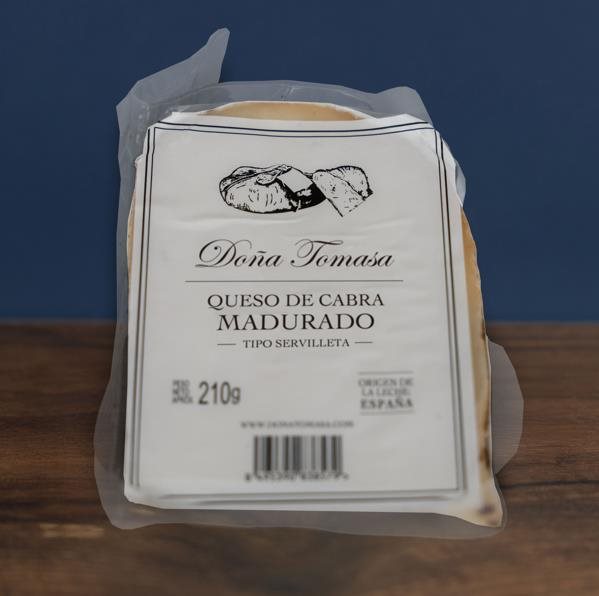 Doña Tomasa
QUESO DE CABRA
MADURADO
TIPO SERVILLETA
PESO
NETO
APROX. 210g
ORIGEN DE
LA LECHE:
ESPAÑA
WWW.DONATOMASA.COM